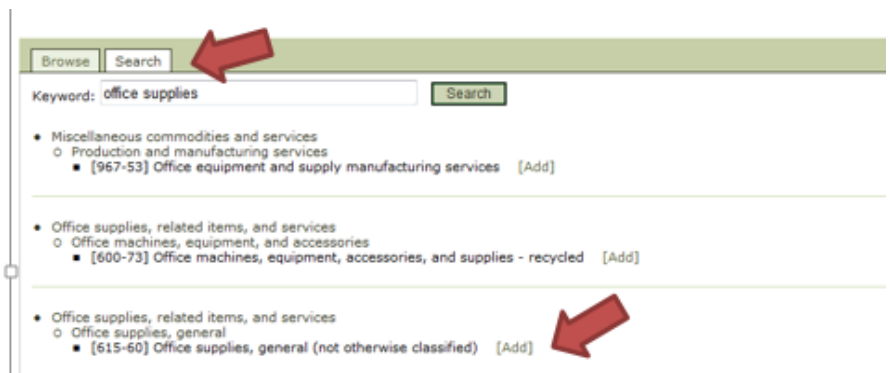 Browse Search
Keyword: office supplies Search
Miscellaneous commodities and services
Production and manufacturing services
[967-53] Office equipment and supply manufacturing services [Add]
Office supplies, related items, and services
Office machines, equipment, and accessories
[600-73] Office machines, equipment, accessories, and supplies - recycled [Add]
Office supplies, related items, and services
Office supplies, general
[615-60] Office supplies, general (not otherwise classified) [Add]